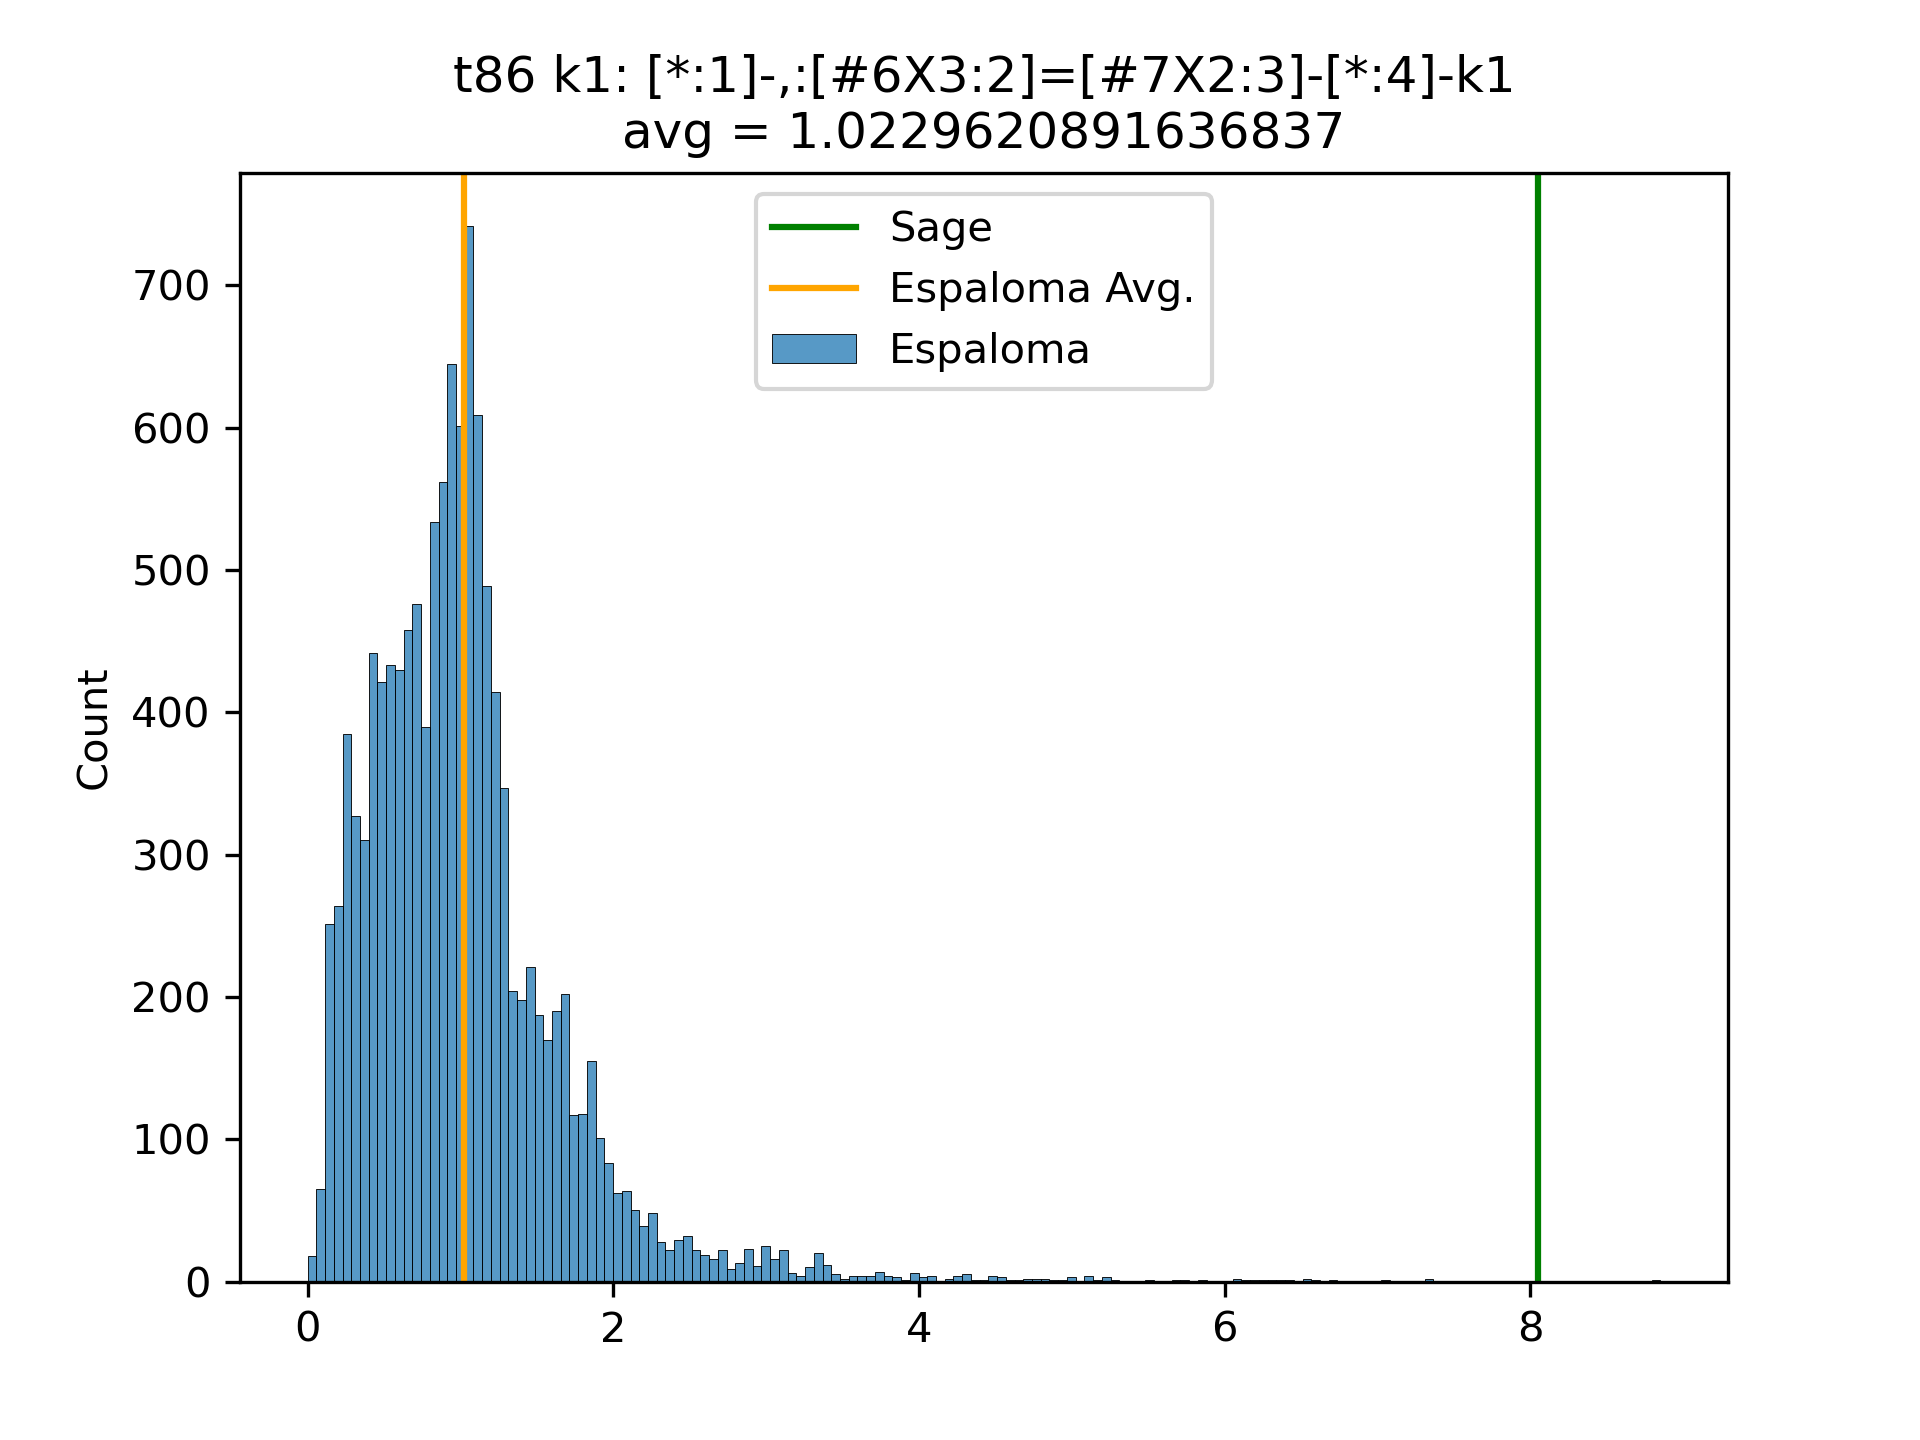 t86 k1: [*:1]-,:[#6X3:2]=[#7X2:3]-[*:4]-k1
avg = 1.0229620891636837
Sage
Espaloma Avg.
Espaloma
Count
700
600
500
400
300
200
100
0
0 2 4 6 8